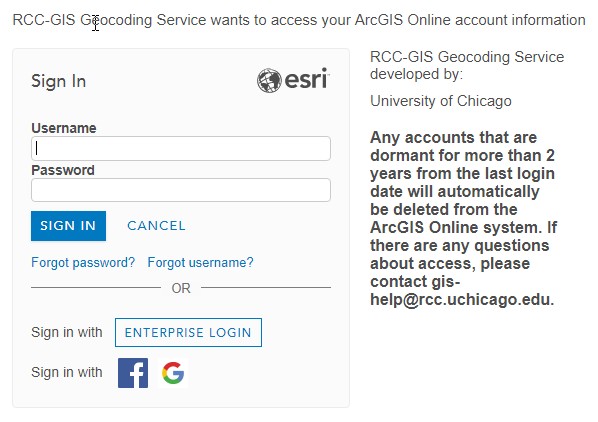 RCC-GIS Geocoding Service wants to access your ArcGIS Online account information
Sign In
esri
Username
Password
SIGN IN
CANCEL
Forgot password?
Forgot username?
OR
Sign in with
ENTERPRISE LOGIN
Sign in with
RCC-GIS Geocoding Service
developed by:
University of Chicago
Any accounts that are
dormant for more than 2
years from the last login
date will automatically
be deleted from the
ArcGIS Online system. If
there are any questions
about access, please
contact gis-
help@rcc.uchicago.edu.